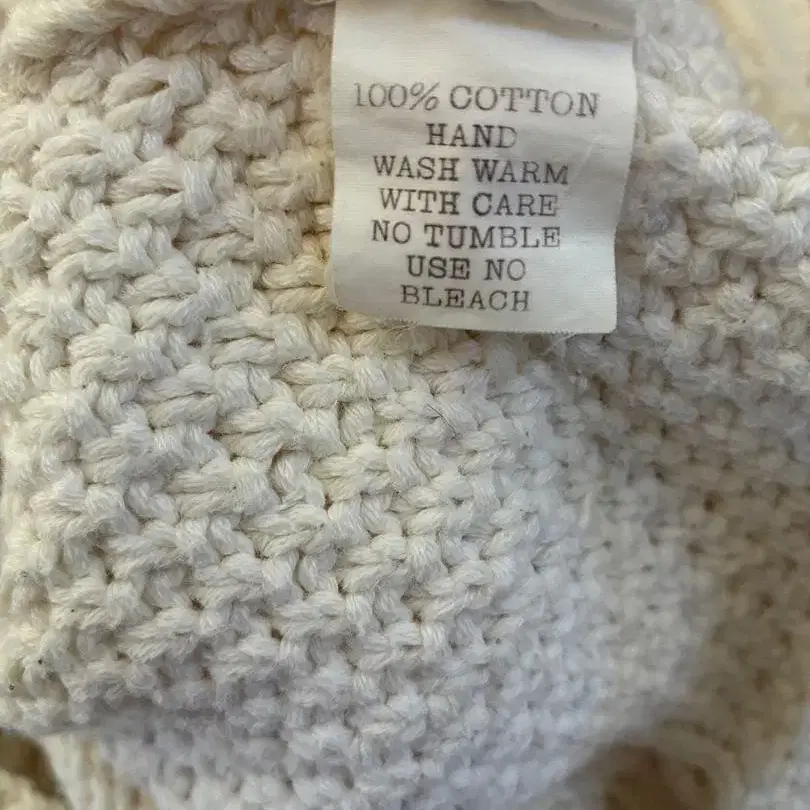 100% COTTON
HAND
WASH WARM
WITH CARE
NO TUMBLE
USE NO
BLEACH